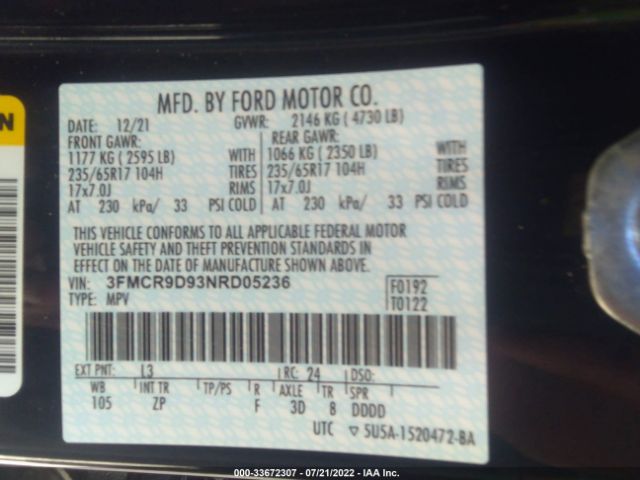 N
MFD. BY FORD MOTOR CO.
DATE: 12/21 GVWR: 2146 KG ( 4730 LB)
FRONT GAWR: REAR GAWR:
1177 KG ( 2595 LB) WITH 1066 KG ( 2350 LB) WITH
235/65R17 104H TIRES 235/65R17 104H TIRES
17x7.0J RIMS 17x7.0J RIMS
AT 230 kPa/ 33 PSI COLD AT 230 kPa/ 33 PSI COLD
THIS VEHICLE CONFORMS TO ALL APPLICABLE FEDERAL MOTOR
VEHICLE SAFETY AND THEFT PREVENTION STANDARDS IN
EFFECT ON THE DATE OF MANUFACTURE SHOWN ABOVE.
VIN: 3FMCR9D93NRD05236 F0192
TYPE: MPV T0122
EXT PNT: L3 RC: 24 DSO:
WB INT TR TP/PS R AXLE TR SPR
105 ZP F 3D 8 DDDD
UTC ▽ 5U5A-1520472-BA
000-33672307 - 07/21/2022 - IAA Inc.